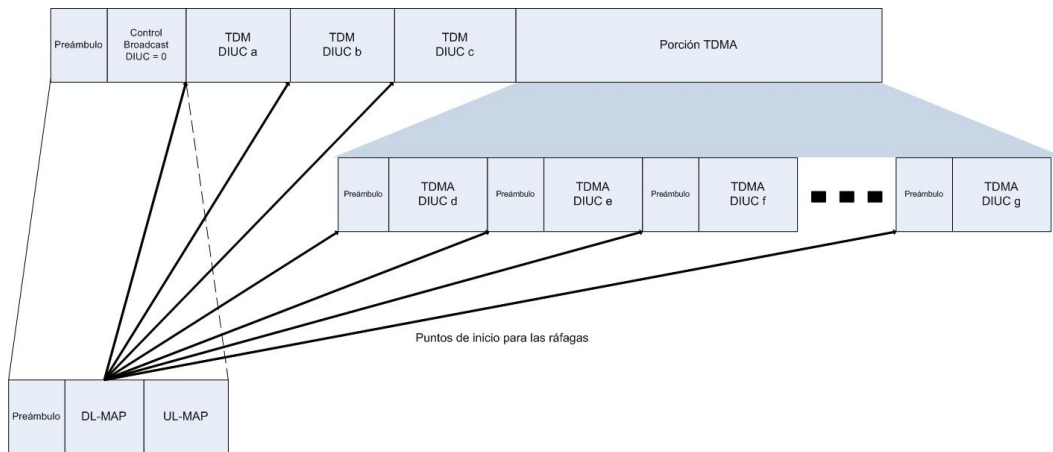 Preámbulo
Control
Broadcast
DIUC = 0
TDM
DIUC a
TDM
DIUC b
TDM
DIUC c
Porción TDMA
Preámbulo
TDMA
DIUC d
Preámbulo
TDMA
DIUC e
Preámbulo
TDMA
DIUC f
Preámbulo
TDMA
DIUC g
Puntos de inicio para las ráfagas
Preámbulo
DL-MAP
UL-MAP